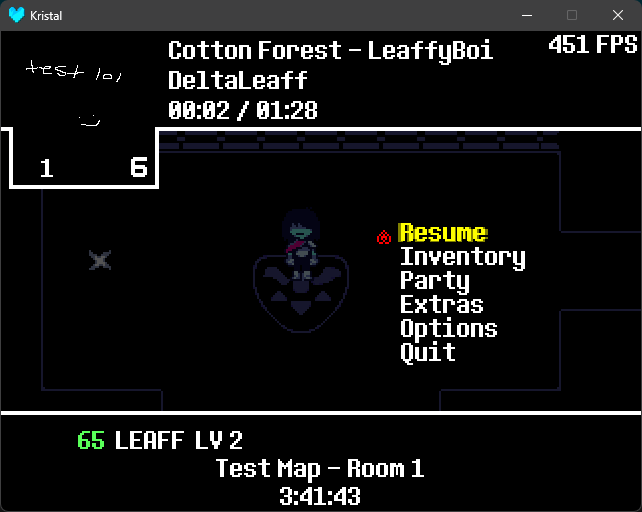 Kristal
451 FPS
test lol
Cotton Forest - LeaffyBoi
DeltaLeaff
00:02 / 01:28
1 6
Resume
Inventory
Party
Extras
Options
Quit
65 LEAFF LV 2
Test Map - Room 1
3:41:43